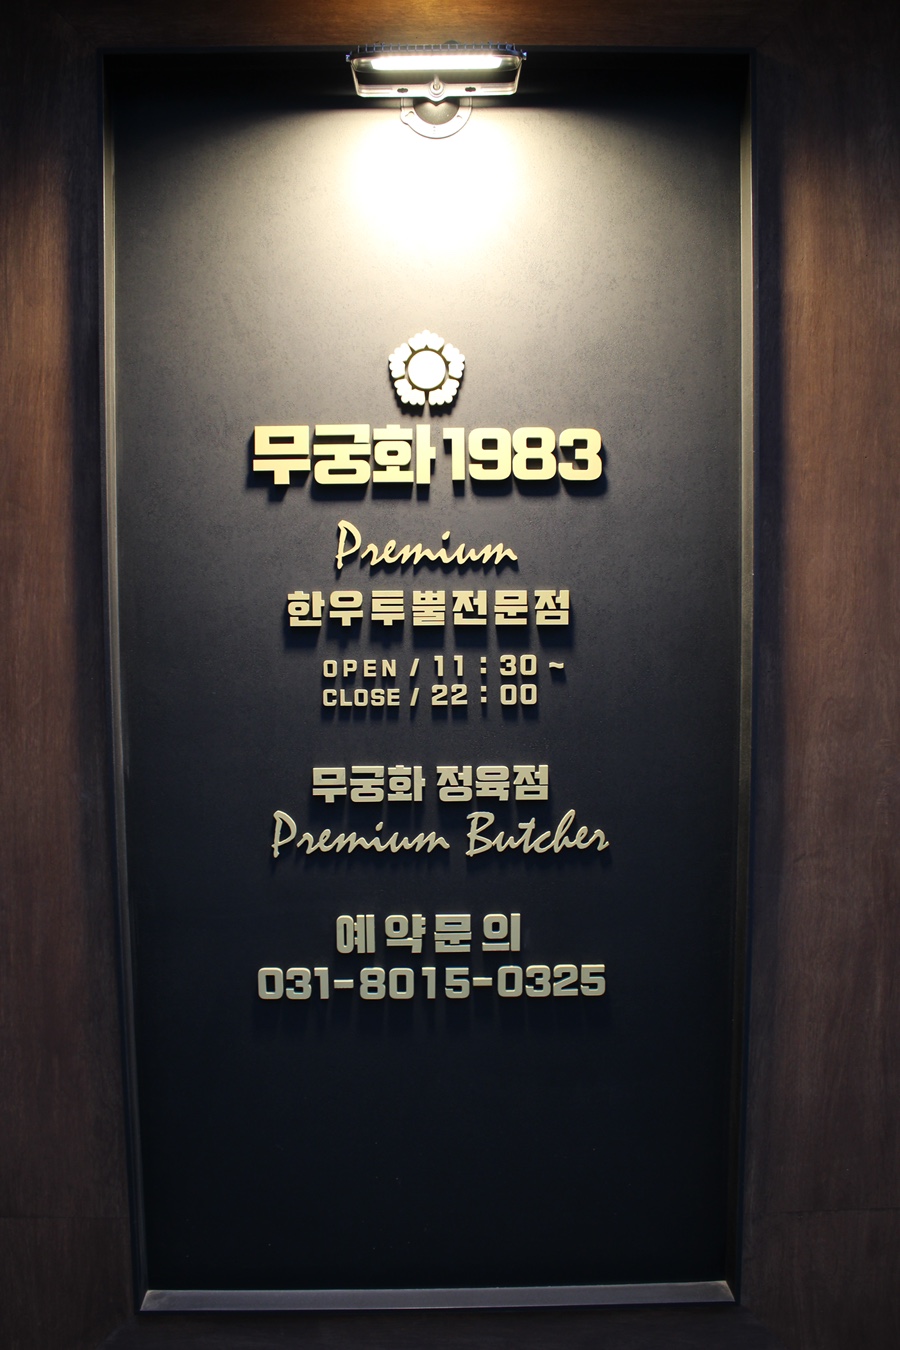 무궁화1983
Premium
한우투뿔전문점
OPEN / 11 : 30 ~
CLOSE / 22 : 00
무궁화 정육점
Premium Butcher
예약문의
031-8015-0325